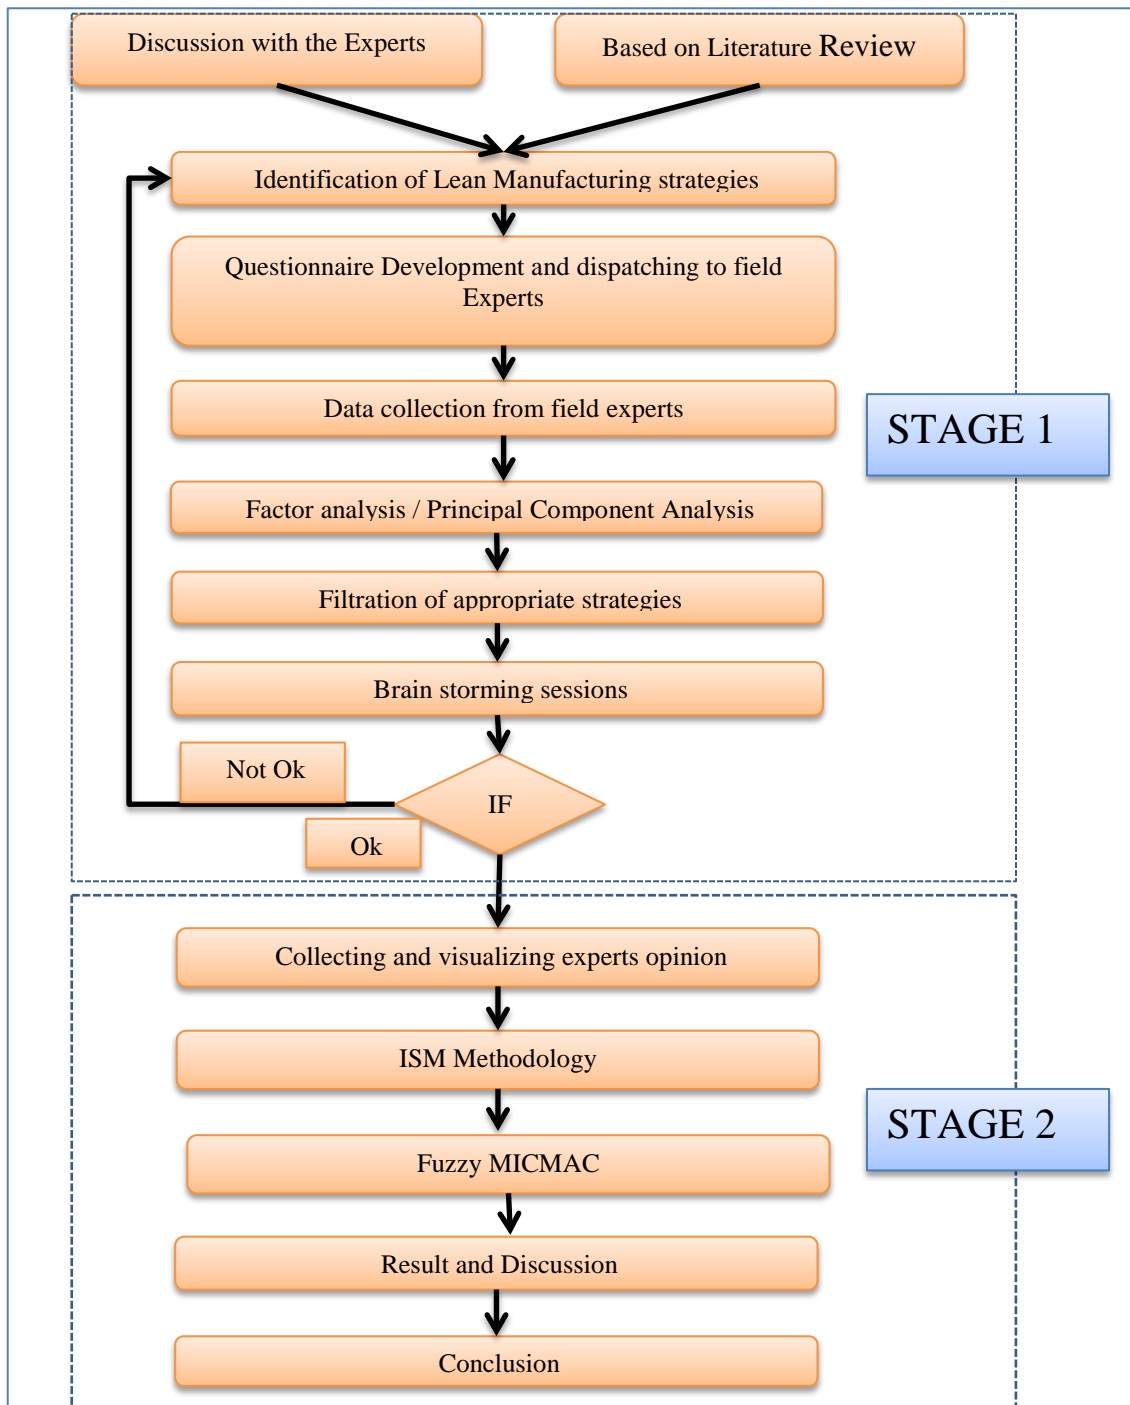 Discussion with the Experts
Based on Literature Review
Identification of Lean Manufacturing strategies
Questionnaire Development and dispatching to field
Experts
Data collection from field experts
STAGE 1
Factor analysis / Principal Component Analysis
Filtration of appropriate strategies
Brain storming sessions
Not Ok
IF
Ok
Collecting and visualizing experts opinion
ISM Methodology
STAGE 2
Fuzzy MICMAC
Result and Discussion
Conclusion